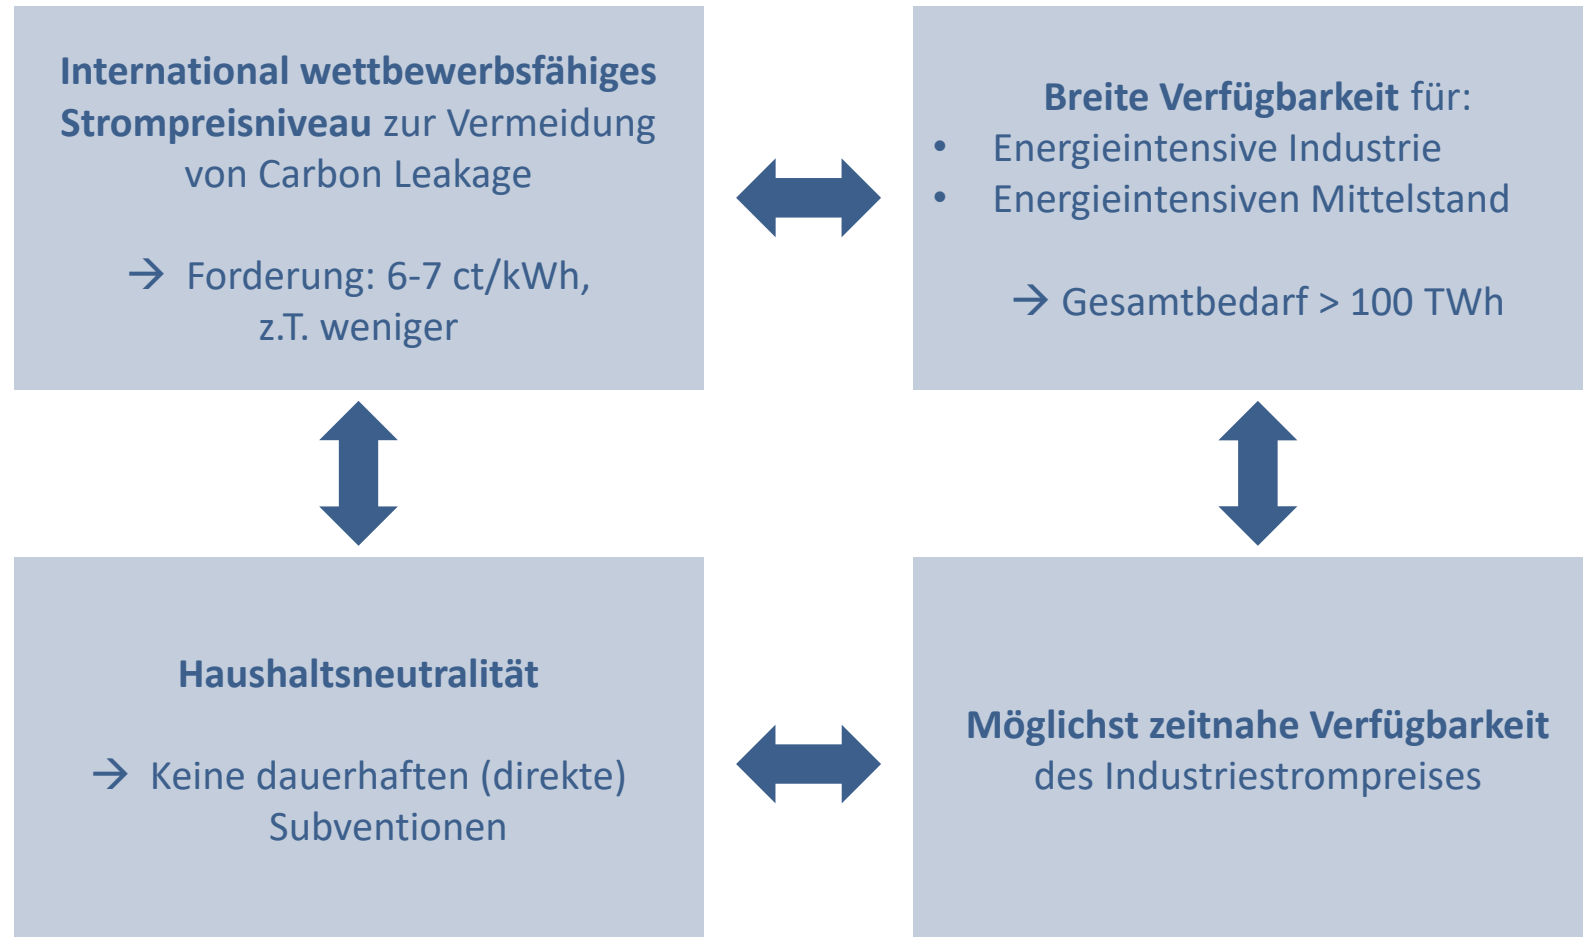 International wettbewerbsfähiges
Strompreisniveau zur Vermeidung
von Carbon Leakage
→ Forderung: 6-7 ct/kWh,
z.T. weniger
Breite Verfügbarkeit für:
• Energieintensive Industrie
• Energieintensiven Mittelstand
→ Gesamtbedarf > 100 TWh
Haushaltsneutralität
→ Keine dauerhaften (direkte)
Subventionen
Möglichst zeitnahe Verfügbarkeit
des Industriestrompreises